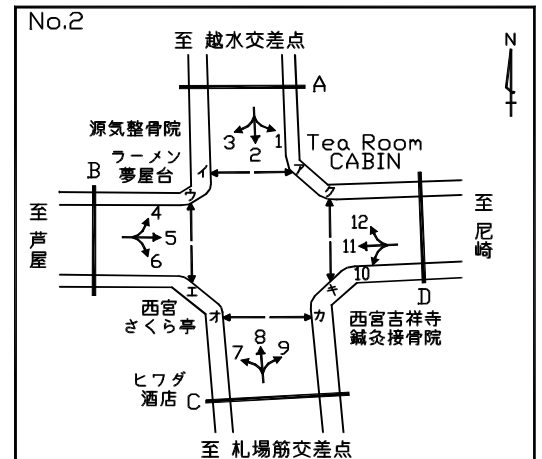 No.2
至 越水交差点
N
A
源気整骨院
3
2
1
Tea Room
CABIN
ラーメン
夢屋台
B
イ
ア
ウ
ク
至
芦
屋
4
5
6
12
11
10
至
尼
崎
エ
キ
D
西宮
さくら亭
オ
カ
西宮吉祥寺
鍼灸接骨院
8
7
9
ヒワダ
酒店
C
至 札場筋交差点